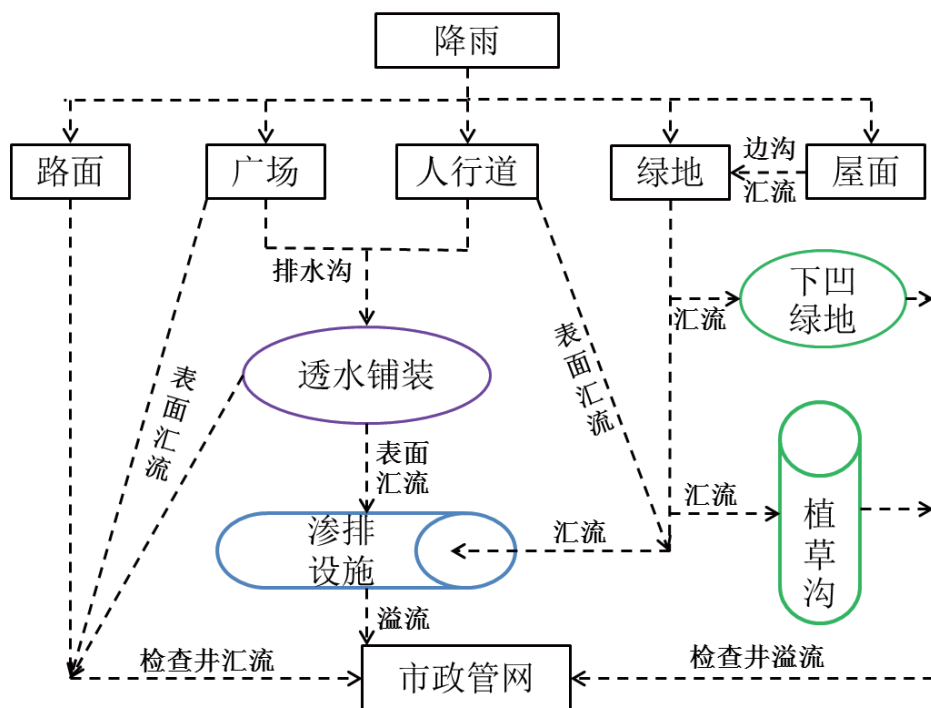 降雨
路面
广场
人行道
绿地
边沟
汇流
屋面
排水沟
下凹
绿地
汇流
透水铺装
表面汇流
表面汇流
表面
汇流
汇流
植草沟
渗排
设施
汇流
溢流
检查井汇流
市政管网
检查井溢流